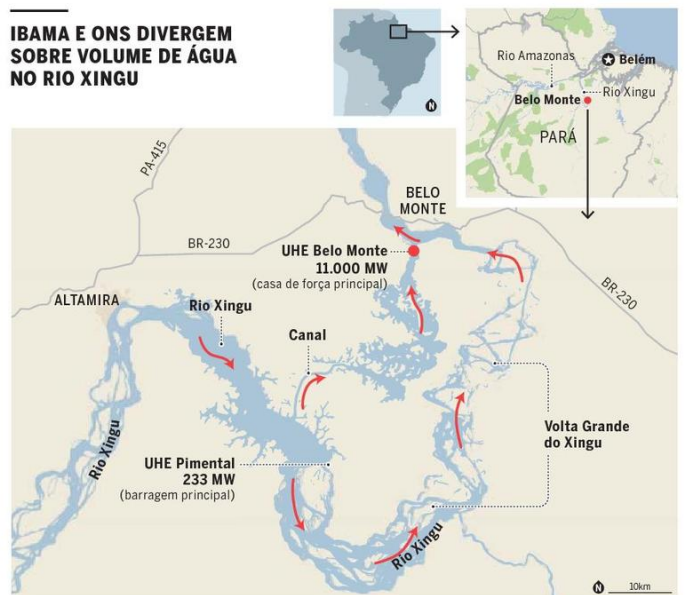 IBAMA E ONS DIVERGEM
SOBRE VOLUME DE ÁGUA
NO RIO XINGU
N
Rio Amazonas
Belém
Rio Xingu
Belo Monte
PARÁ
PA-415
BR-230
BELO
MONTE
UHE Belo Monte
11.000 MW
(casa de força principal)
BR-230
ALTAMIRA
Rio Xingu
Canal
Volta Grande
do Xingu
Rio Xingu
UHE Pimental
233 MW
(barragem principal)
Rio Xingu
N
10km